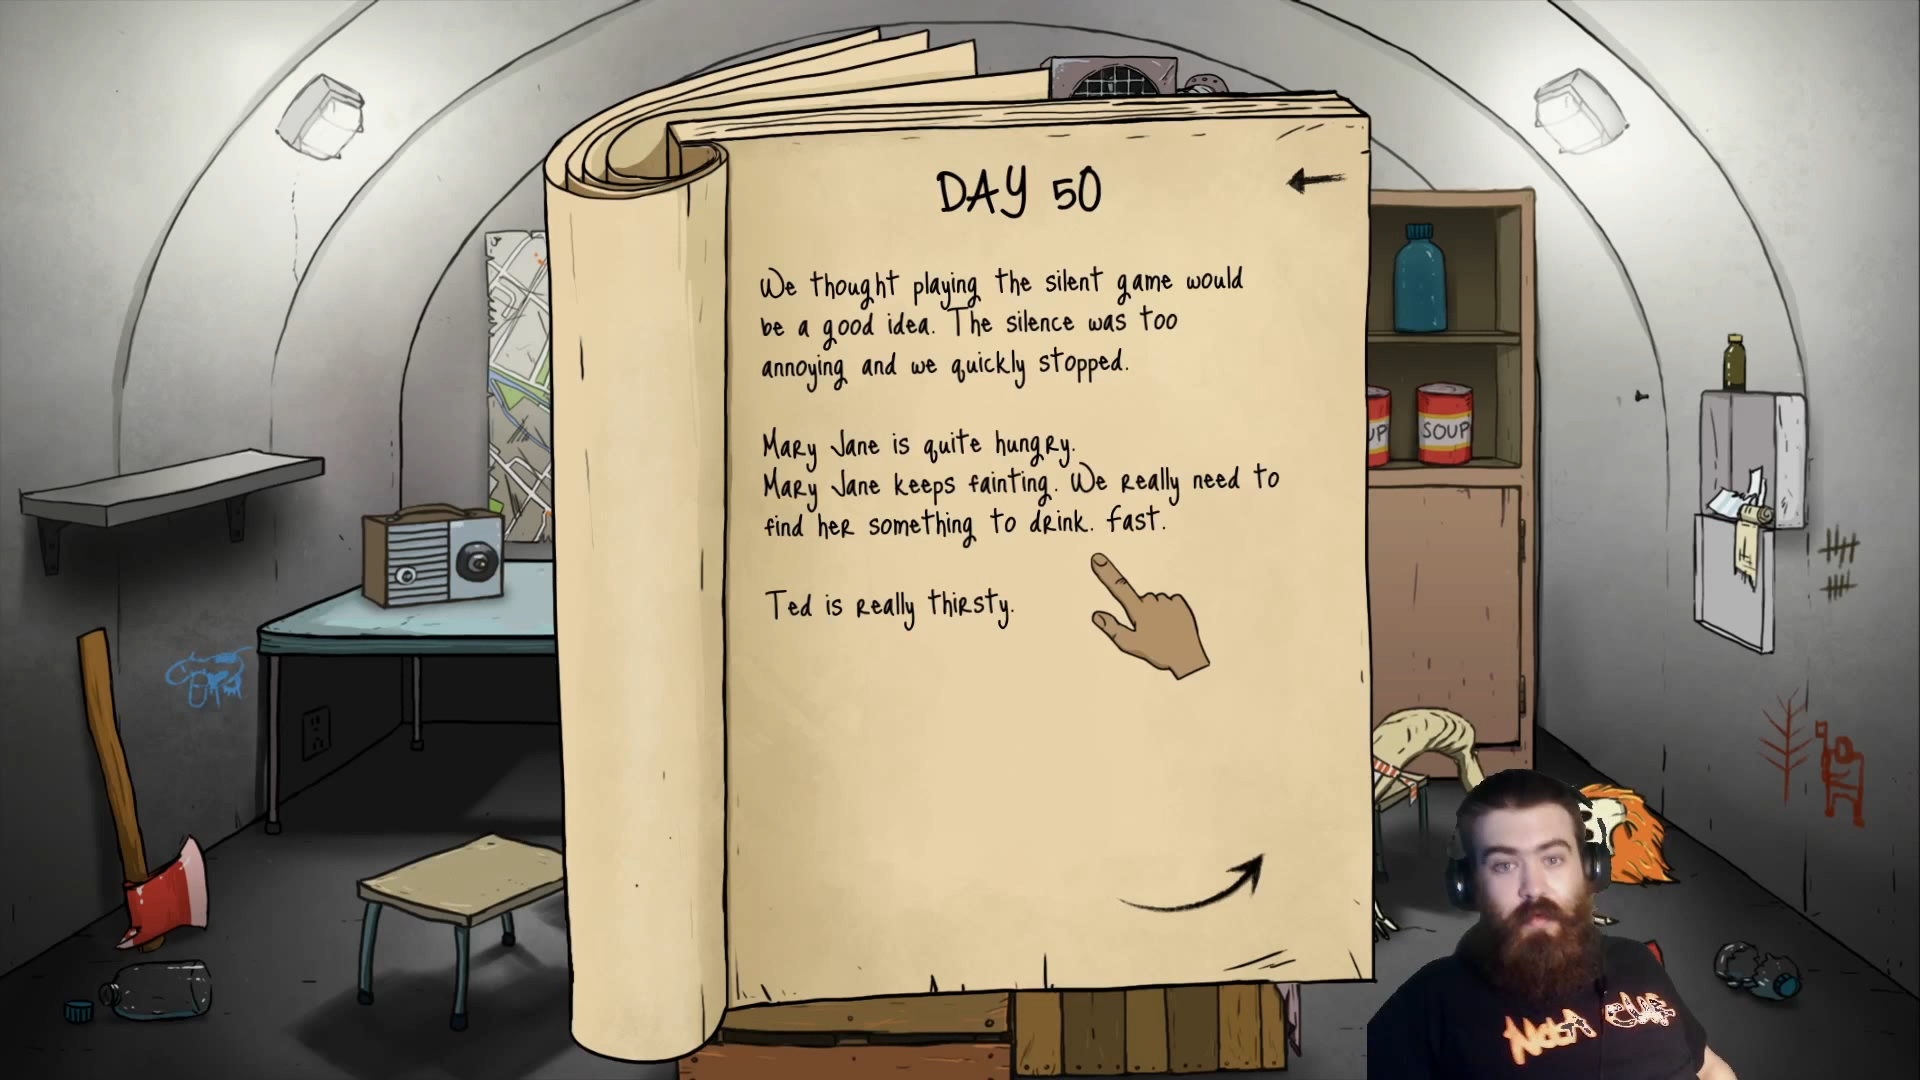 DAY 50
We thought playing the silent game would
be a good idea. The silence was too
annoying and we quickly stopped.
Mary Jane is quite hungry.
Mary Jane keeps fainting. We really need to
find her something to drink. Fast.
Ted is really thirsty.
UP
SOUP